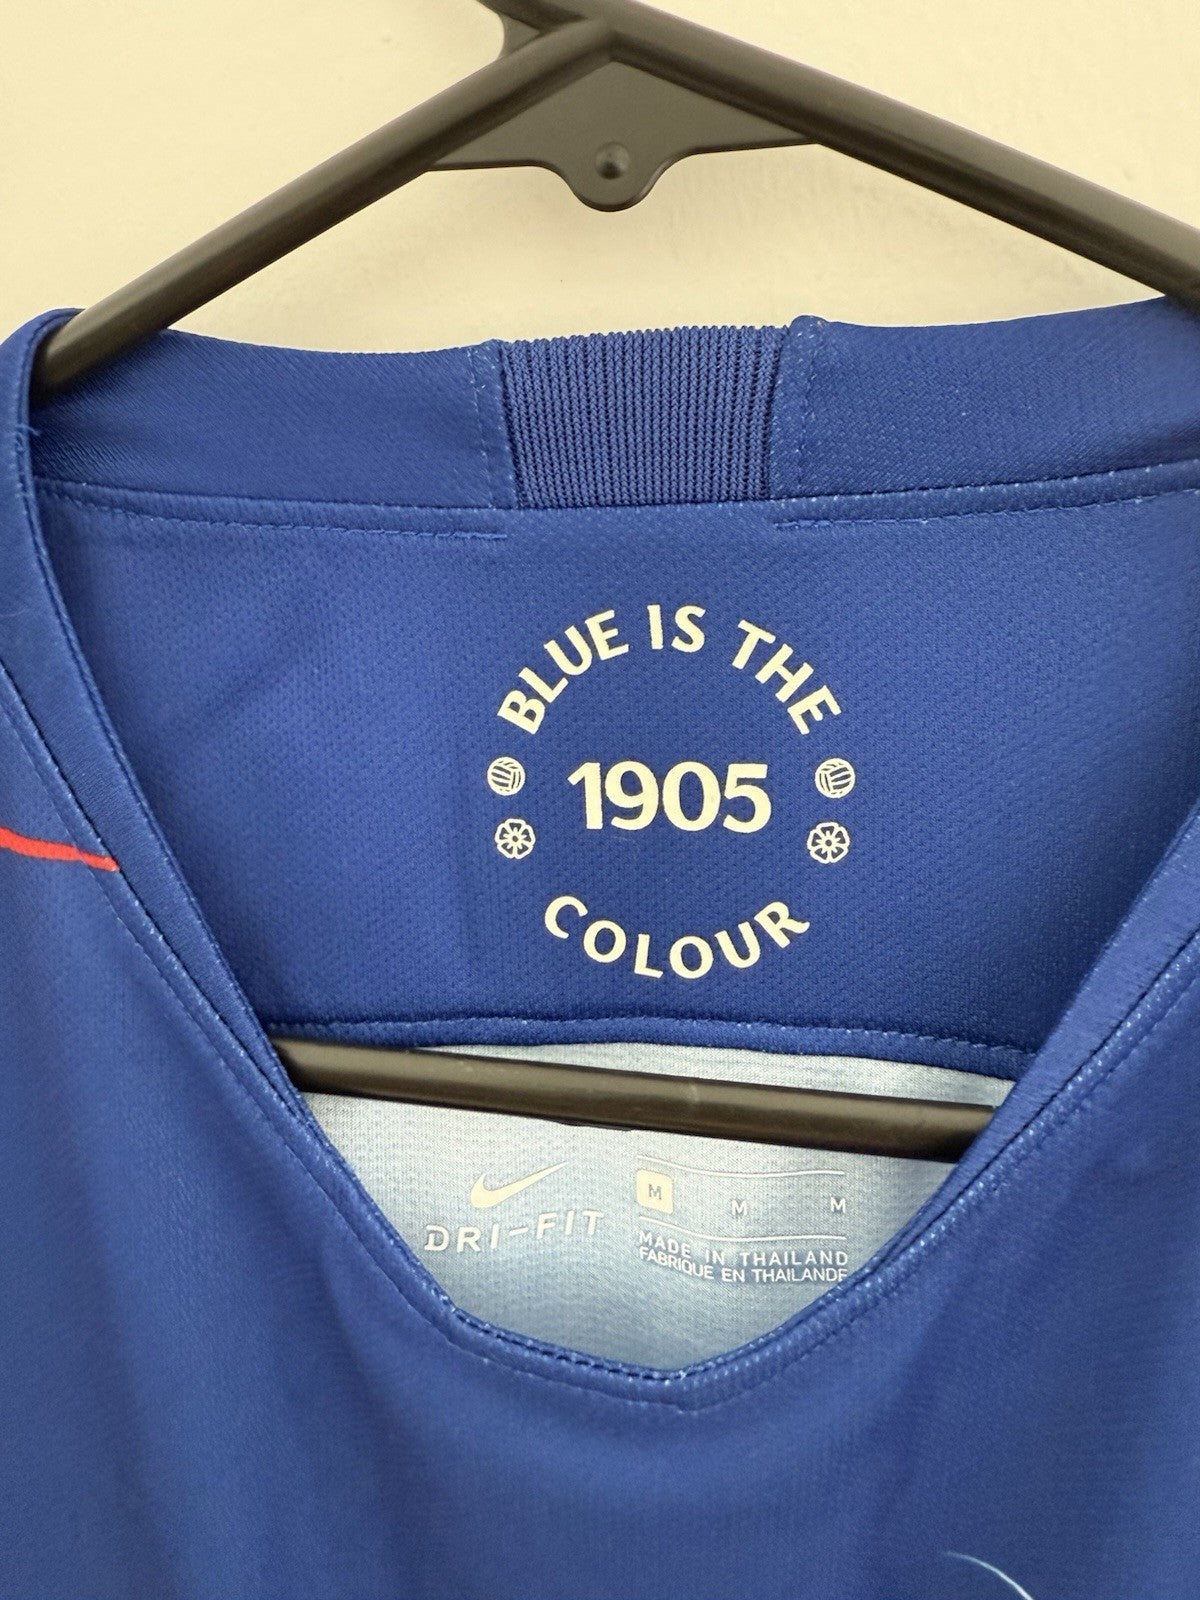 BLUE IS THE
1905
COLOUR
DRI-FIT
M M M
MADE IN THAILAND
FABRIQUE EN THAILANDE